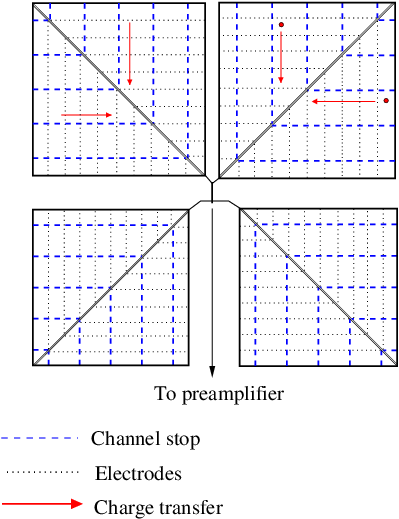 To preamplifier
Channel stop
Electrodes
Charge transfer